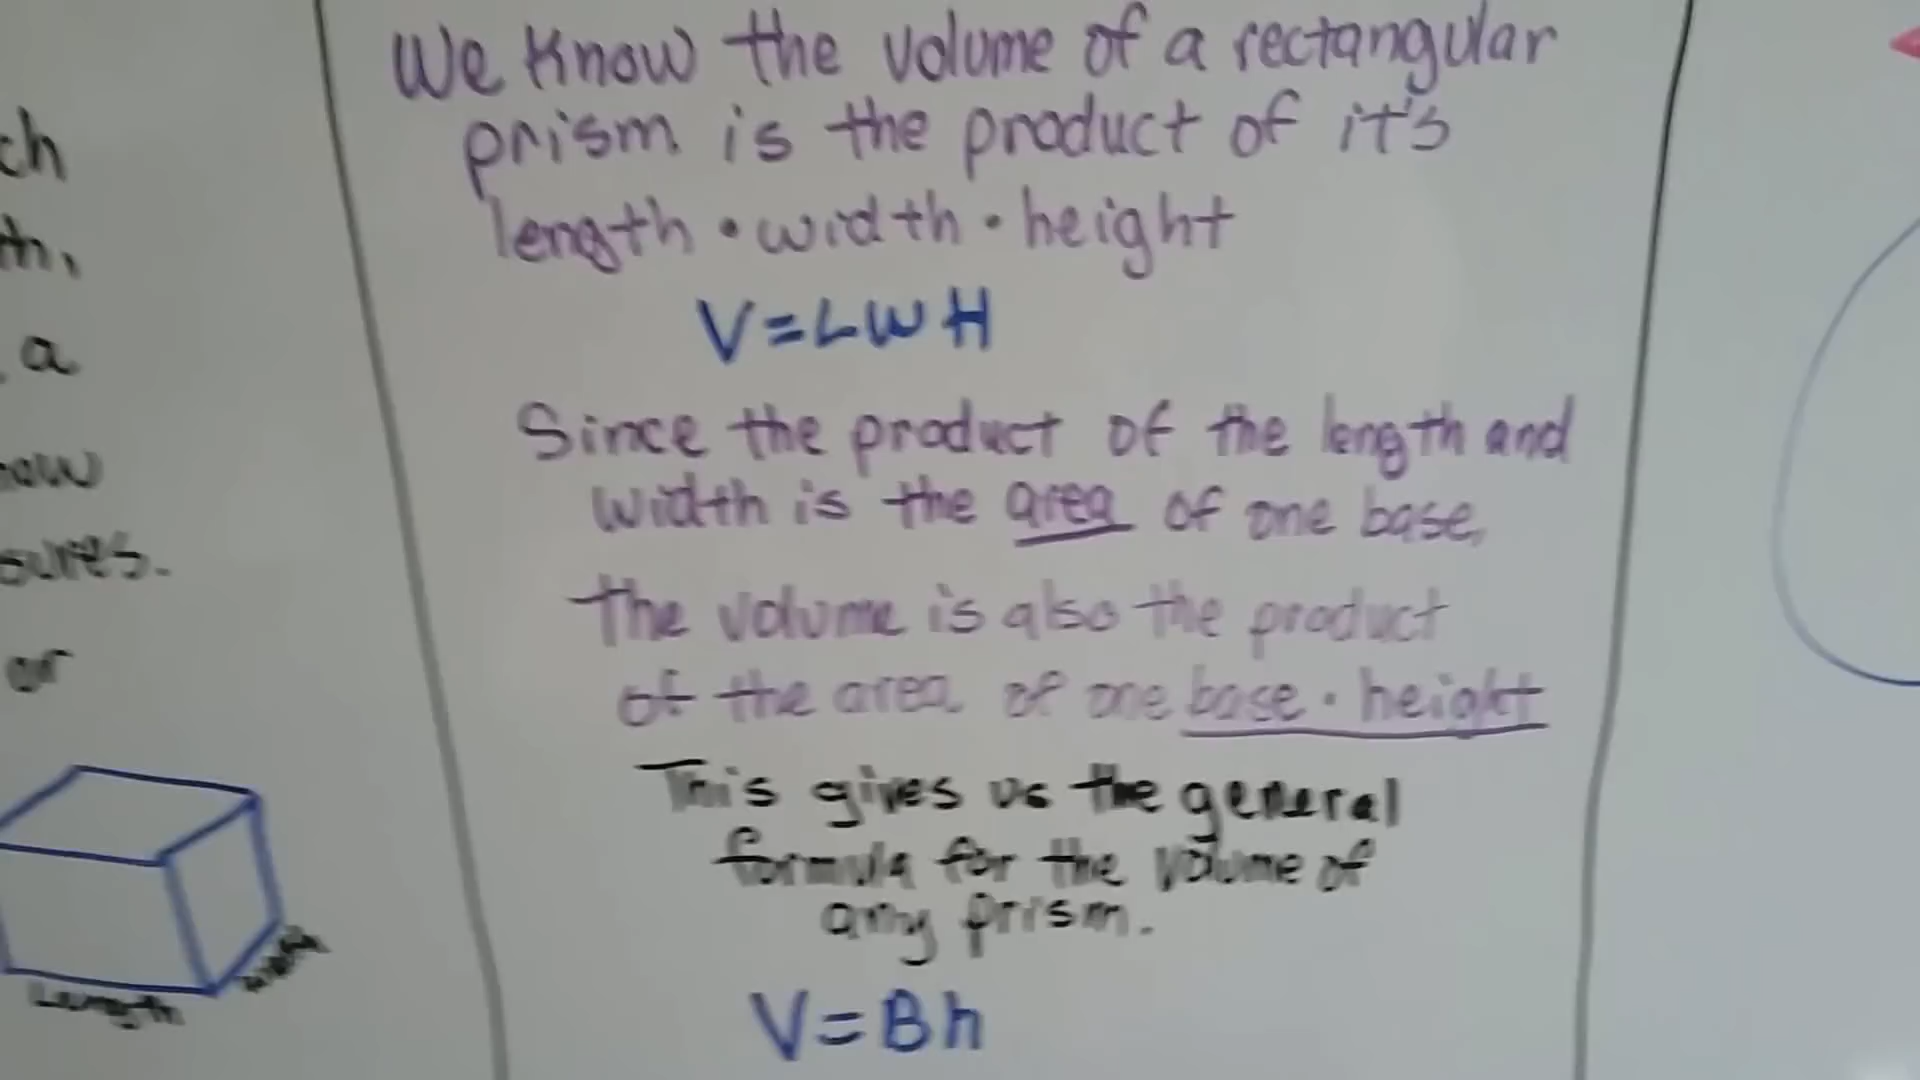 We know the volume of a rectangular
prism is the product of it's
length · width · height
V=LWH
Since the product of the length and
width is the area of one base,
the volume is also the product
of the area of one base · height
This gives us the general
formula for the volume of
any prism.
V=Bh
ch
th,
a
ow
sures.
or
Length
width